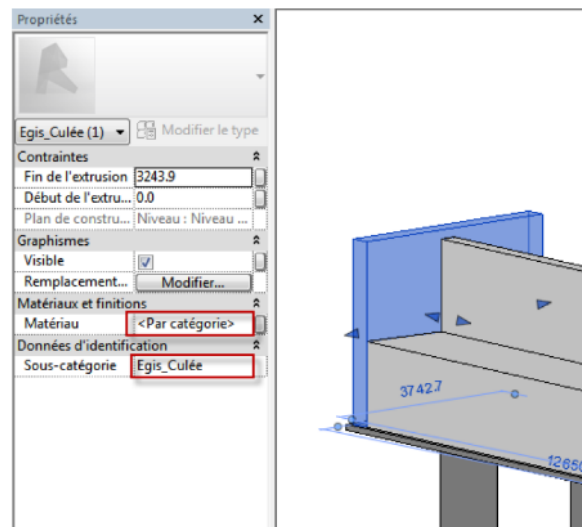 Propriétés
Egis_Culée (1)
Modifier le type
Contraintes
Fin de l'extrusion 3243.9
Début de l'extru... 0.0
Plan de constru... Niveau : Niveau ...
Graphismes
Visible
Remplacement... Modifier...
Matériaux et finitions
Matériau <Par catégorie>
Données d'identification
Sous-catégorie Egis_Culée
3742.7
12650